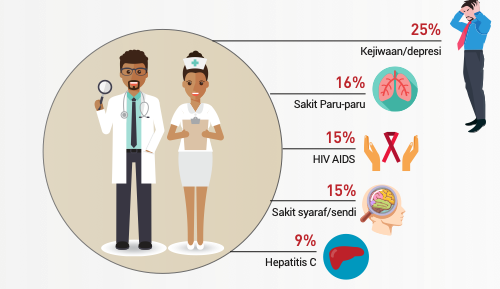 25%
Kejiwaan/depresi
16%
Sakit Paru-paru
15%
HIV AIDS
15%
Sakit syaraf/sendi
9%
Hepatitis C